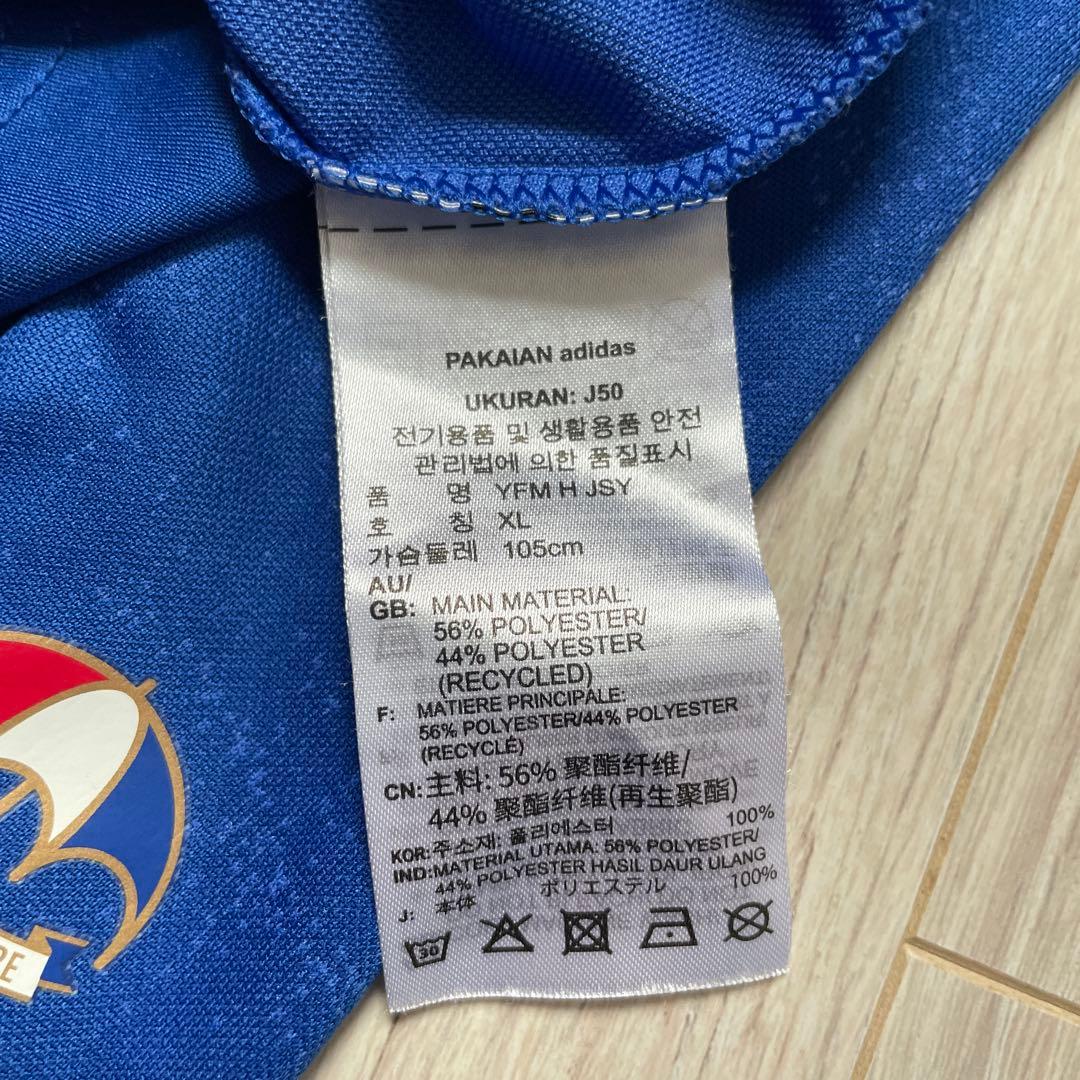 PAKAIAN adidas
UKURAN: J50
전기용품 및 생활용품 안전
관리법에 의한 품질표시
품 명 YFM H JSY
호 칭 XL
가슴둘레 105cm
AU/
GB: MAIN MATERIAL:
56% POLYESTER/
44% POLYESTER
(RECYCLED)
F: MATIERE PRINCIPALE:
56% POLYESTER/44% POLYESTER
(RECYCLÉ)
CN: 主料: 56% 聚酯纤维/
44% 聚酯纤维(再生聚酯)
KOR: 주소재: 폴리에스터 100%
IND: MATERIAL UTAMA: 56% POLYESTER/
44% POLYESTER HASIL DAUR ULANG
J: 本体 ポリエステル 100%
30
PE